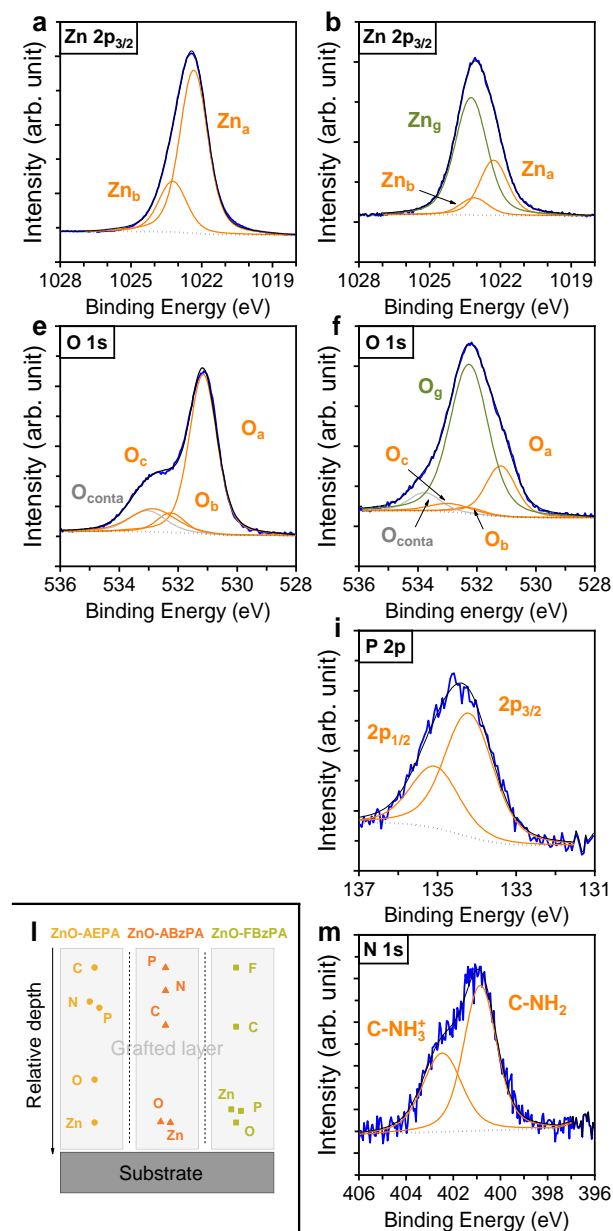 a
Zn 2p3/2
Zna
Znb
Intensity (arb. unit)
1028 1025 1022 1019
Binding Energy (eV)
b
Zn 2p3/2
Zng
Znb
Zna
Intensity (arb. unit)
1028 1025 1022 1019
Binding Energy (eV)
e
O 1s
Oa
Oc
Oconta
Ob
Intensity (arb. unit)
536 534 532 530 528
Binding Energy (eV)
f
O 1s
Og
Oa
Oc
Oconta
Ob
Intensity (arb. unit)
536 534 532 530 528
Binding energy (eV)
i
P 2p
2p3/2
2p1/2
Intensity (arb. unit)
137 135 133 131
Binding Energy (eV)
l
ZnO-AEPA ZnO-ABzPA ZnO-FBzPA
Relative depth
C P F
N N
P C C
Grafted layer
O O Zn P
Zn Zn O
Substrate
m
N 1s
C-NH2
C-NH3+
Intensity (arb. unit)
406 404 402 400 398 396
Binding Energy (eV)